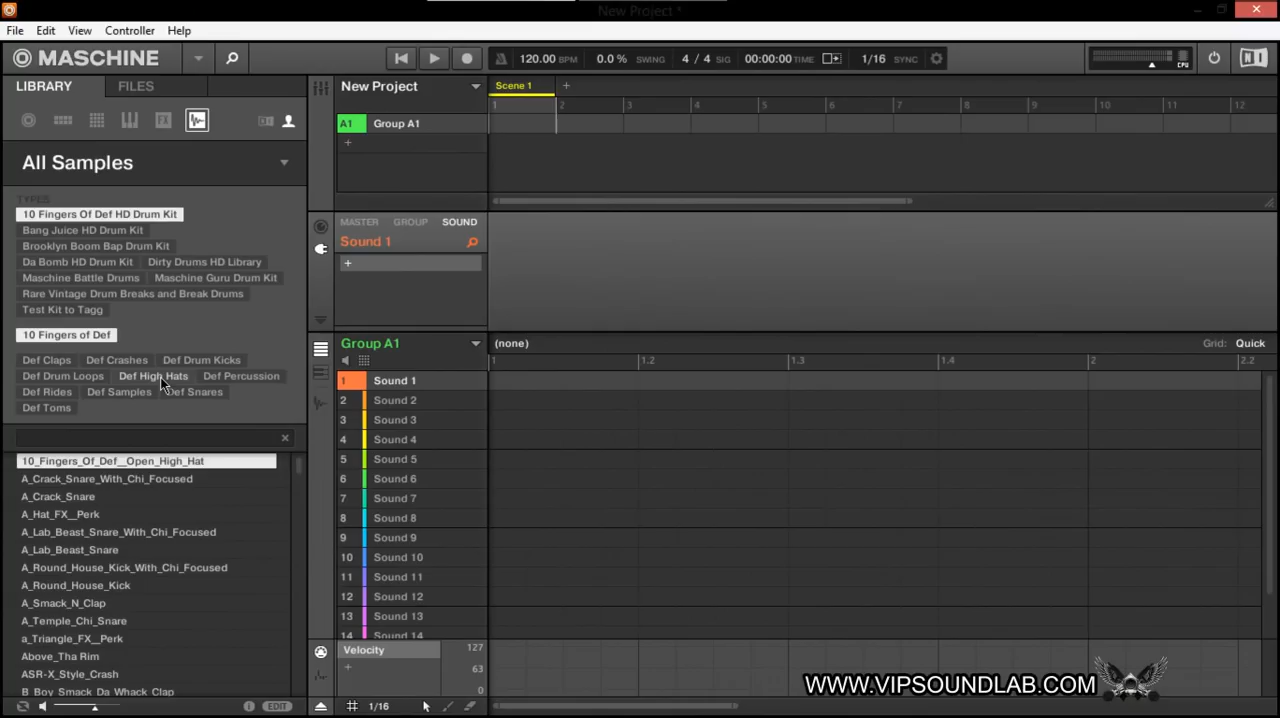 New Project *
File Edit View Controller Help
MASCHINE 120.00 BPM 0.0 % SWING 4 / 4 SIG 00:00:00 TIME 1/16 SYNC CPU
LIBRARY FILES
New Project
Scene 1
1 2 3 4 5 6 7 8 9 10 11 12
A1 Group A1
+
All Samples
TYPES
10 Fingers Of Def HD Drum Kit
Bang Juice HD Drum Kit
Brooklyn Boom Bap Drum Kit
Da Bomb HD Drum Kit Dirty Drums HD Library
Maschine Battle Drums Maschine Guru Drum Kit
Rare Vintage Drum Breaks and Break Drums
Test Kit to Tagg
10 Fingers of Def
Def Claps Def Crashes Def Drum Kicks
Def Drum Loops Def High Hats Def Percussion
Def Rides Def Samples Def Snares
Def Toms
10_Fingers_Of_Def__Open_High_Hat
A_Crack_Snare_With_Chi_Focused
A_Crack_Snare
A_Hat_FX__Perk
A_Lab_Beast_Snare_With_Chi_Focused
A_Lab_Beast_Snare
A_Round_House_Kick_With_Chi_Focused
A_Round_House_Kick
A_Smack_N_Clap
A_Temple_Chi_Snare
a_Triangle_FX__Perk
Above_Tha Rim
ASR-X_Style_Crash
B_Boy_Smack_Da_Whack_Clap
EDIT
MASTER GROUP SOUND
Sound 1
+
Group A1 (none) Grid: Quick
1 1.2 1.3 1.4 2 2.2
1 Sound 1
2 Sound 2
3 Sound 3
4 Sound 4
5 Sound 5
6 Sound 6
7 Sound 7
8 Sound 8
9 Sound 9
10 Sound 10
11 Sound 11
12 Sound 12
13 Sound 13
14 Sound 14
Velocity 127
+ 63
0
1/16
WWW.VIPSOUNDLAB.COM